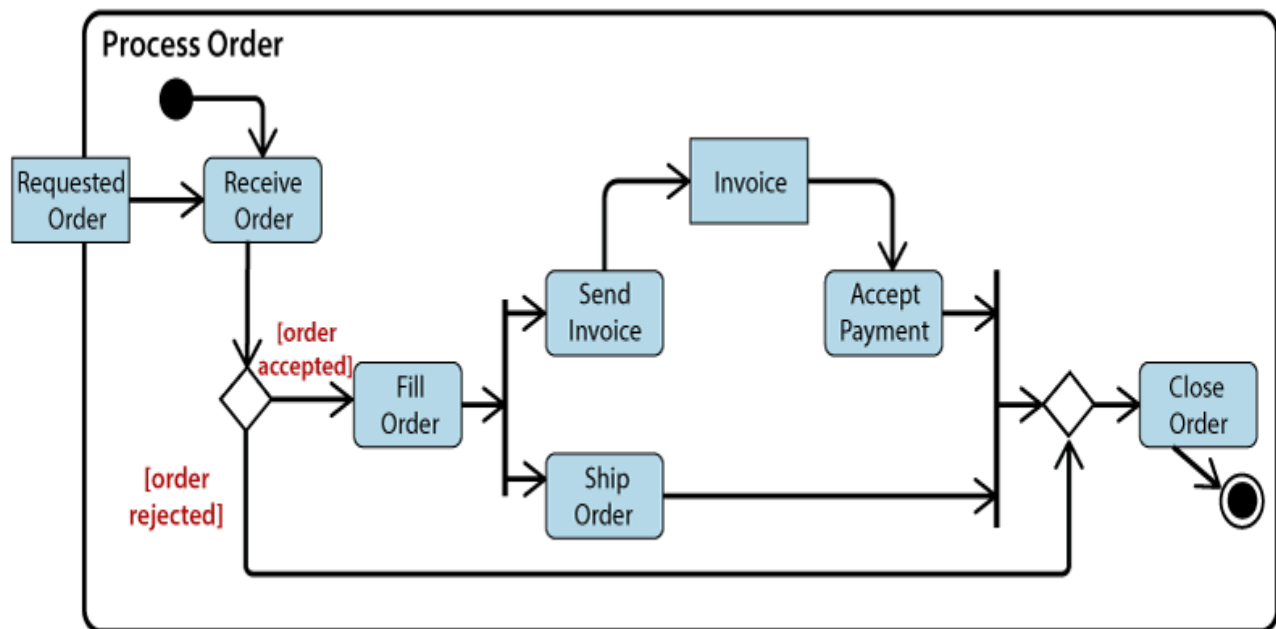 Process Order
Requested
Order
Receive
Order
Invoice
Send
Invoice
Accept
Payment
[order
accepted]
Fill
Order
Close
Order
Ship
Order
[order
rejected]